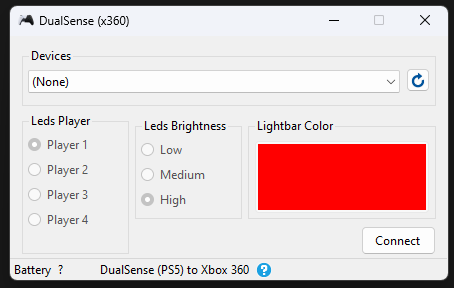 DualSense (x360)
Devices
(None)
Leds Player
Player 1
Player 2
Player 3
Player 4
Leds Brightness
Low
Medium
High
Lightbar Color
Connect
Battery ? DualSense (PS5) to Xbox 360 ?